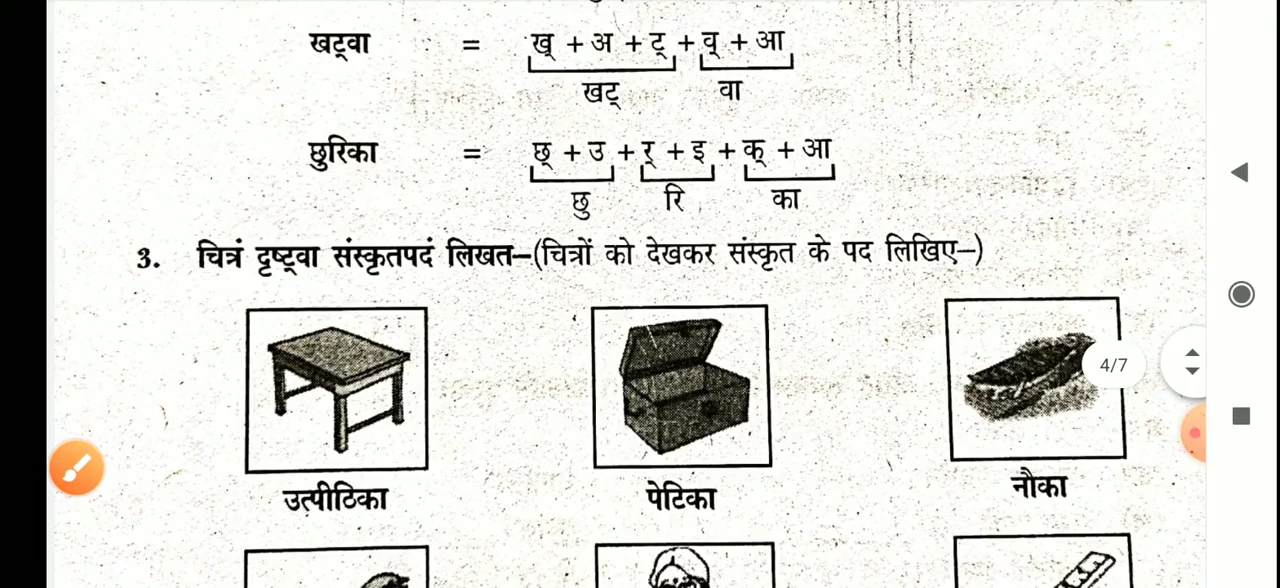 खट्वा = ख् + अ + ट् + व् + आ
खट् वा
छुरिका = छ् + उ + र् + इ + क् + आ
छु रि का
3. चित्रं दृष्ट्वा संस्कृतपदं लिखत–(चित्रों को देखकर संस्कृत के पद लिखिए–)
4/7
उत्पीठिका पेटिका नौका